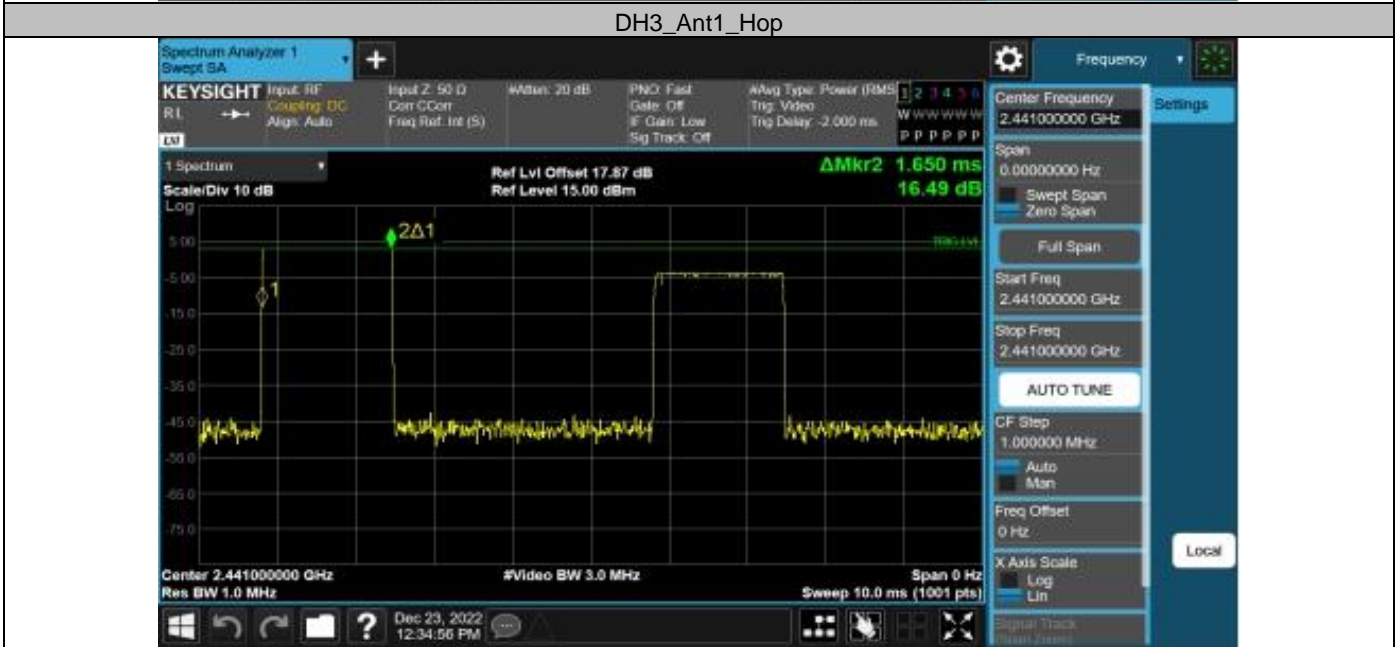 DH3_Ant1_Hop
Spectrum Analyzer 1
Swept SA
+
Frequency
KEYSIGHT
RL
LXI
Input: RF
Coupling: DC
Align: Auto
Input Z: 50 Ω
Corr CCorr
Freq Ref: Int (S)
#Atten: 20 dB
PNO: Fast
Gate: Off
IF Gain: Low
Sig Track: Off
#Avg Type: Power (RMS
Trig: Video
Trig Delay: -2.000 ms
1 2 3 4 5 6
W W W W W W
P P P P P P
1 Spectrum
Scale/Div 10 dB
Log
Ref Lvl Offset 17.87 dB
Ref Level 15.00 dBm
ΔMkr2 1.650 ms
16.49 dB
2Δ1
1
TRIG LVL
5.00
-5.00
-15.0
-25.0
-35.0
-45.0
-55.0
-65.0
-75.0
Center 2.441000000 GHz
Res BW 1.0 MHz
#Video BW 3.0 MHz
Span 0 Hz
Sweep 10.0 ms (1001 pts)
Center Frequency
2.441000000 GHz
Settings
Span
0.00000000 Hz
Swept Span
Zero Span
Full Span
Start Freq
2.441000000 GHz
Stop Freq
2.441000000 GHz
AUTO TUNE
CF Step
1.000000 MHz
Auto
Man
Freq Offset
0 Hz
X Axis Scale
Log
Lin
Signal Track
(Span Zoom)
Local
?
Dec 23, 2022
12:34:56 PM